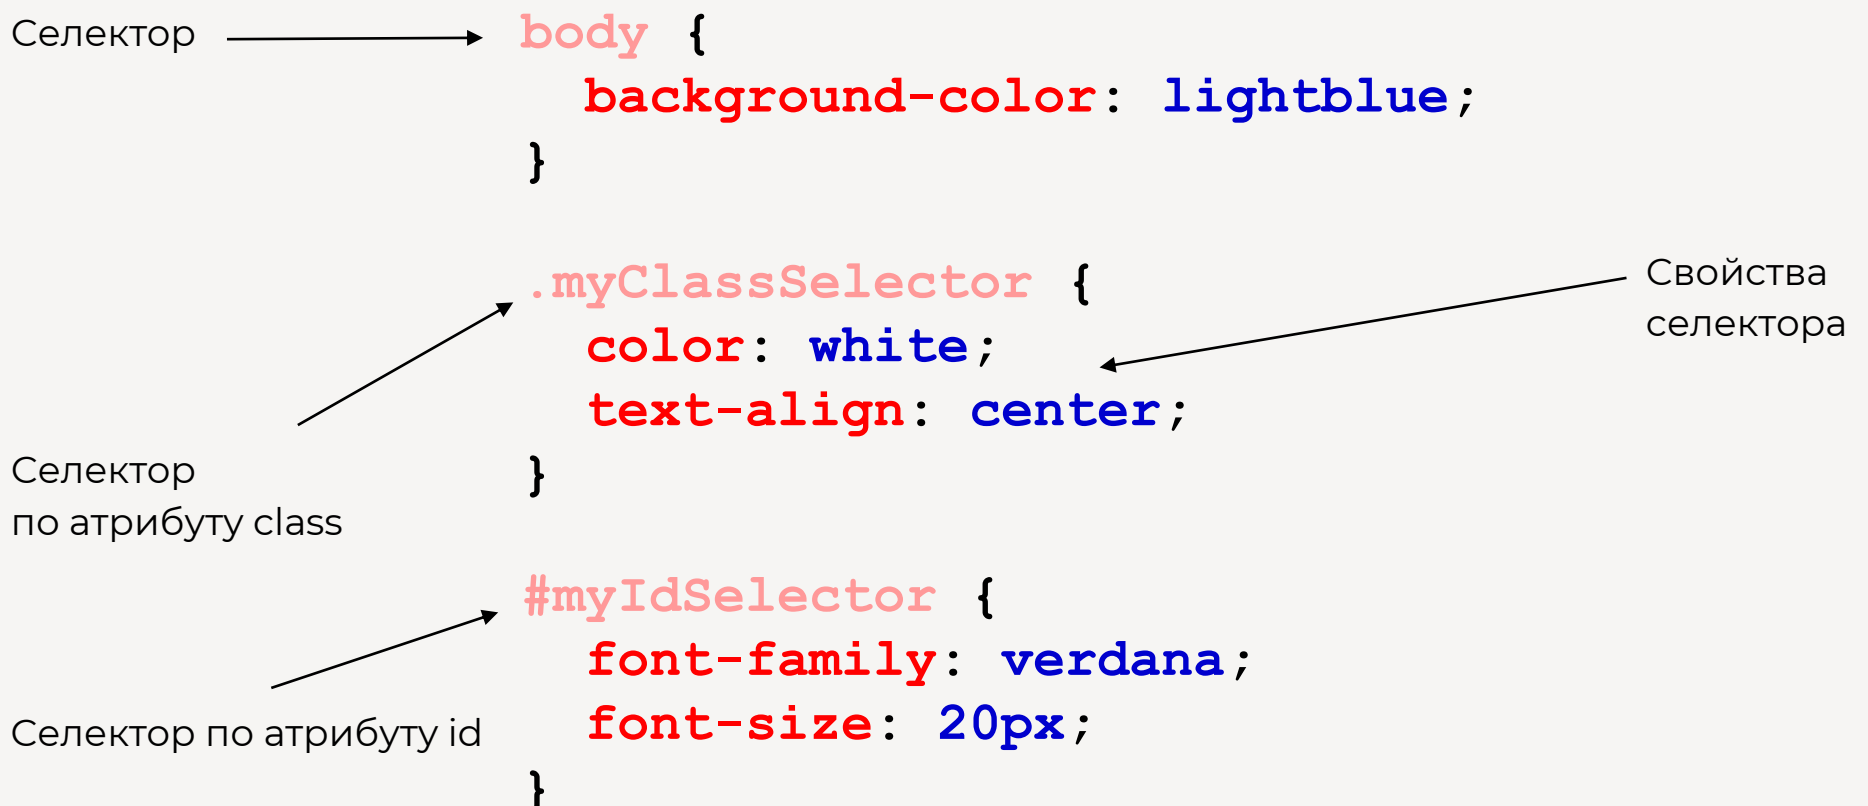 Селектор
body {
background-color: lightblue;
}
.myClassSelector {
color: white;
text-align: center;
}
Свойства
селектора
Селектор
по атрибуту class
#myIdSelector {
font-family: verdana;
font-size: 20px;
}
Селектор по атрибуту id